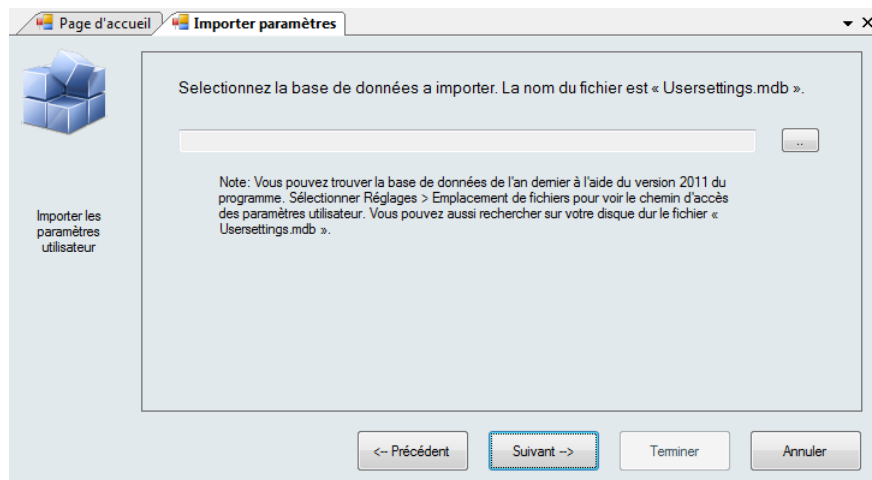 Page d'accueil
Importer paramètres
Selectionnez la base de données a importer. La nom du fichier est « Usersettings.mdb ».
..
Note: Vous pouvez trouver la base de données de l'an dernier à l'aide du version 2011 du
programme. Sélectionner Réglages > Emplacement de fichiers pour voir le chemin d'accès
des paramètres utilisateur. Vous pouvez aussi rechercher sur votre disque dur le fichier «
Usersettings.mdb ».
Importer les
paramètres
utilisateur
<-- Précédent
Suivant -->
Terminer
Annuler